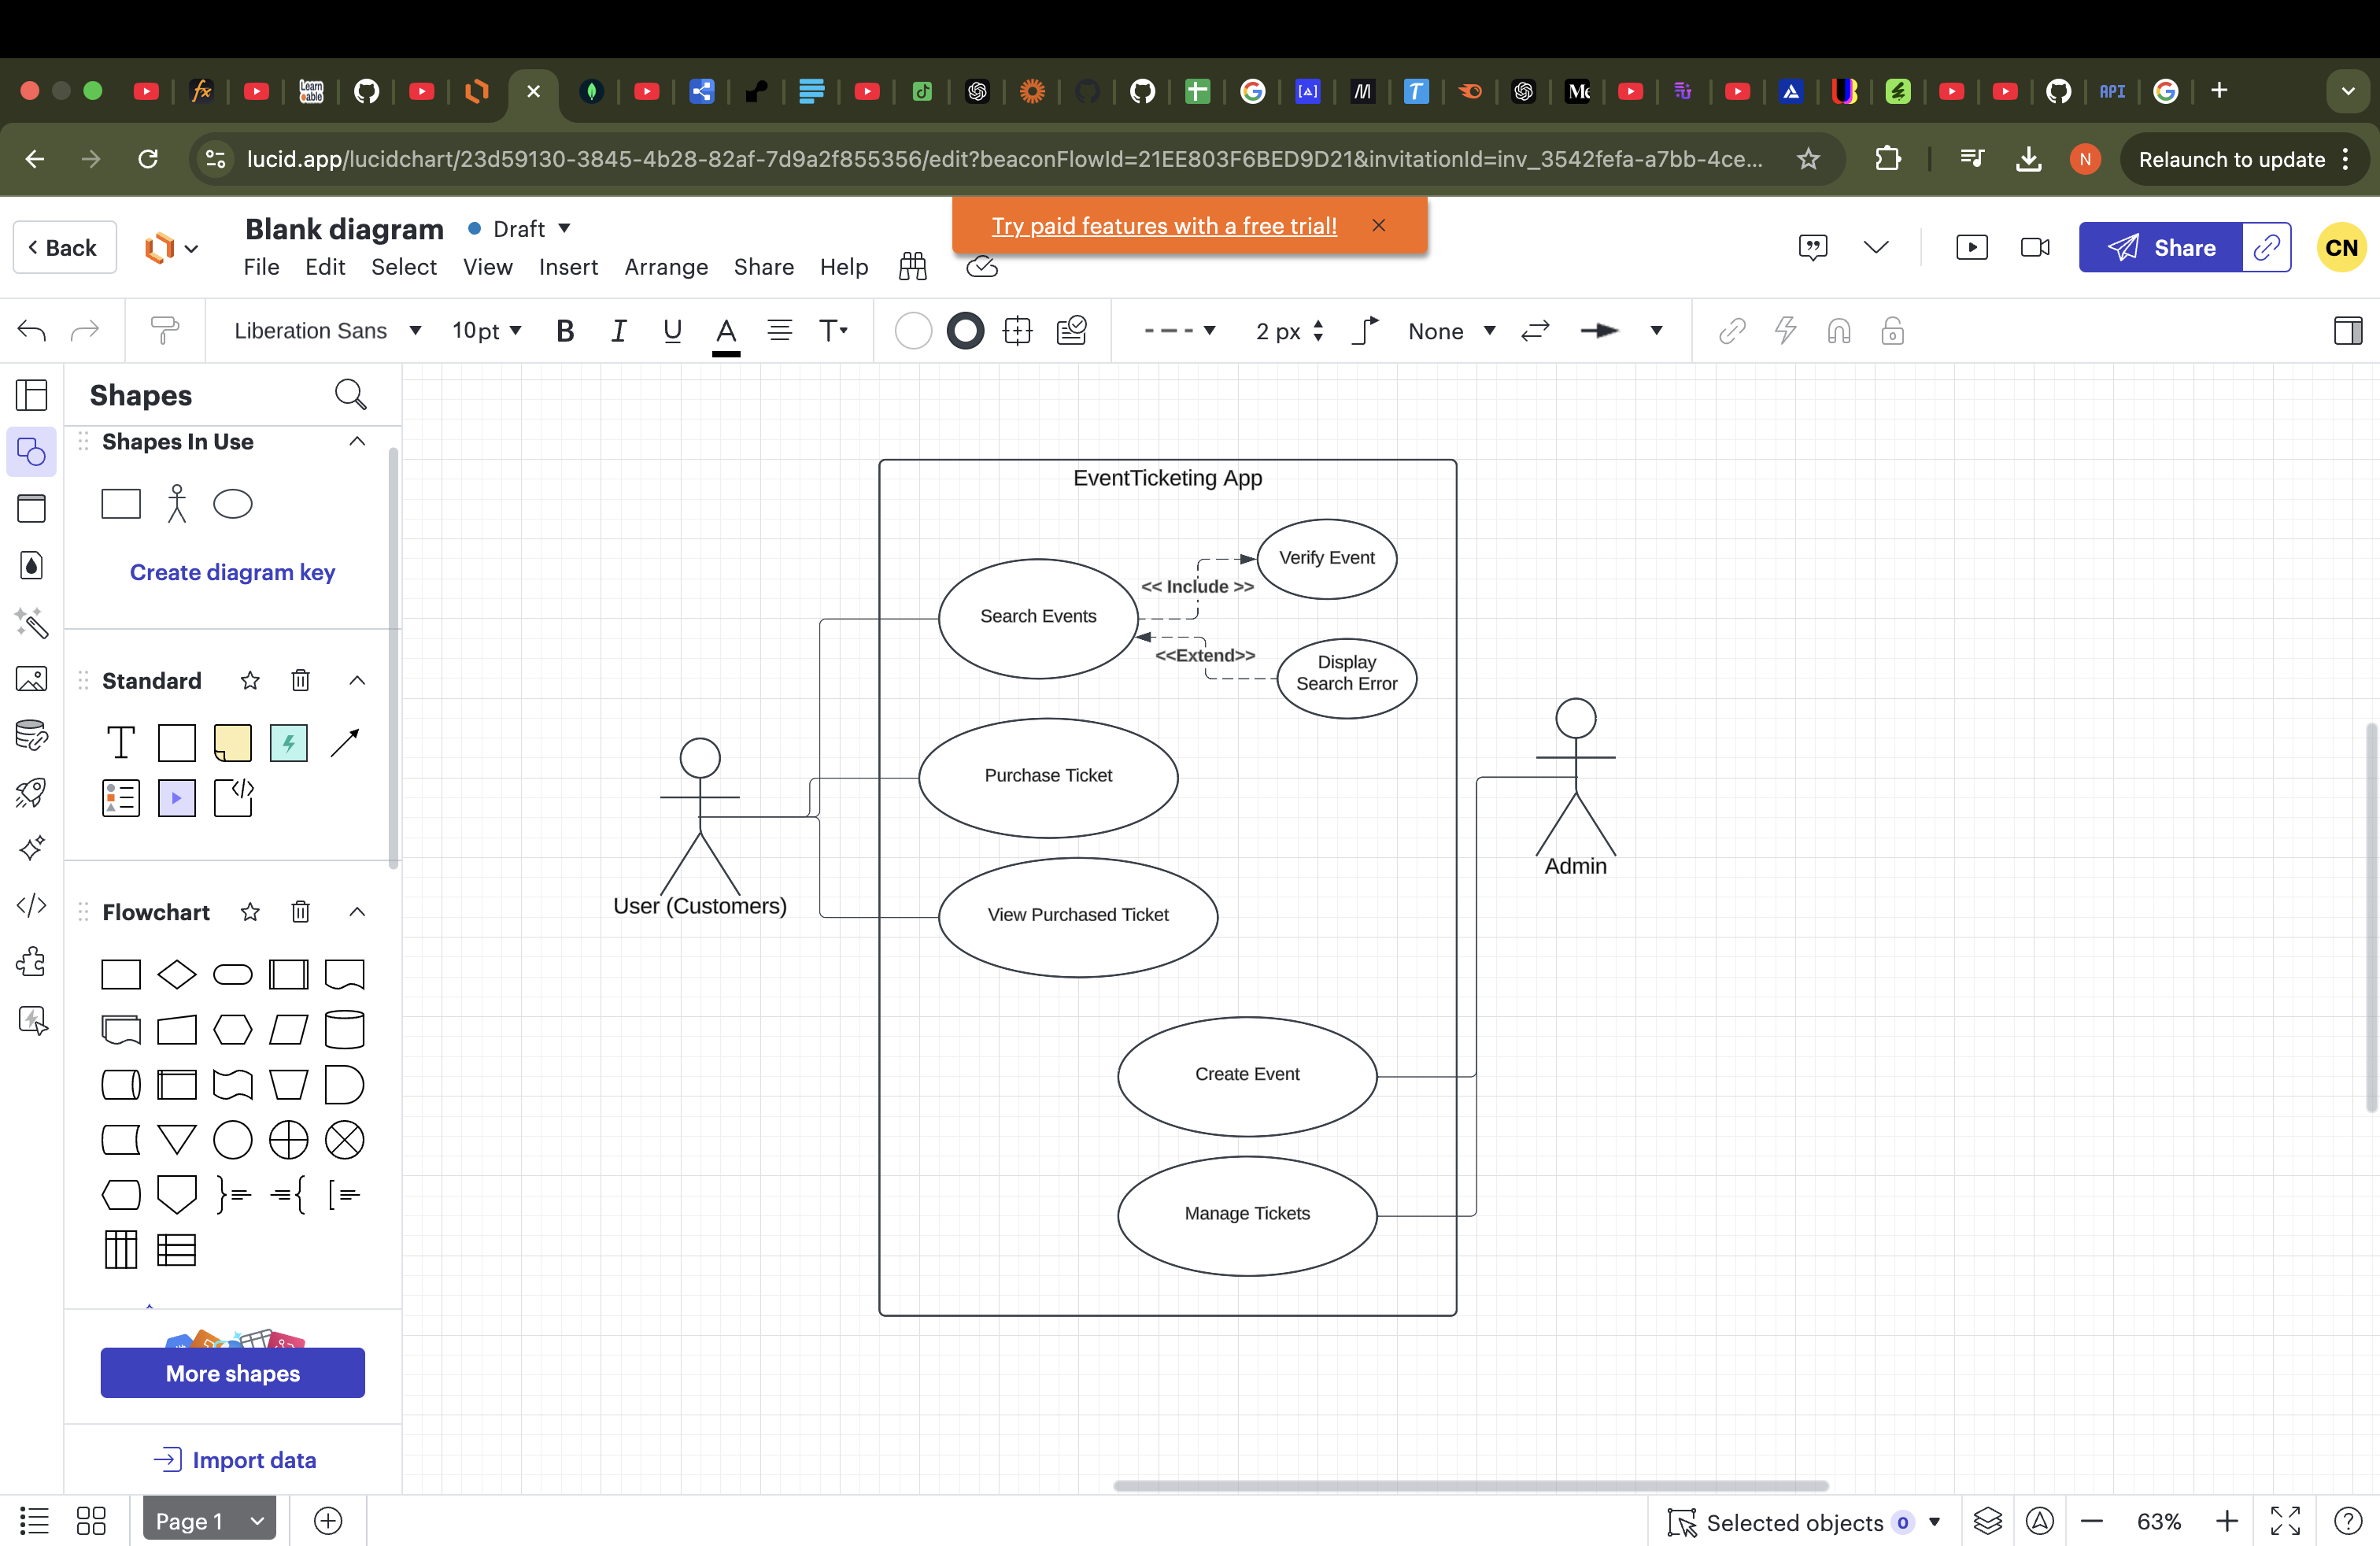 lucid.app/lucidchart/23d59130-3845-4b28-82af-7d9a2f855356/edit?beaconFlowId=21EE803F6BED9D21&invitationId=inv_3542fefa-a7bb-4ce...
N
Relaunch to update
Back
Blank diagram
Draft
Try paid features with a free trial!
Share
CN
File Edit Select View Insert Arrange Share Help
Liberation Sans
10pt
B I U A T
2 px
None
Shapes
Shapes In Use
Create diagram key
Standard
T
Flowchart
More shapes
Import data
EventTicketing App
Verify Event
<< Include >>
Search Events
<<Extend>>
Display
Search Error
Purchase Ticket
User (Customers)
View Purchased Ticket
Admin
Create Event
Manage Tickets
Page 1
Selected objects 0
63%